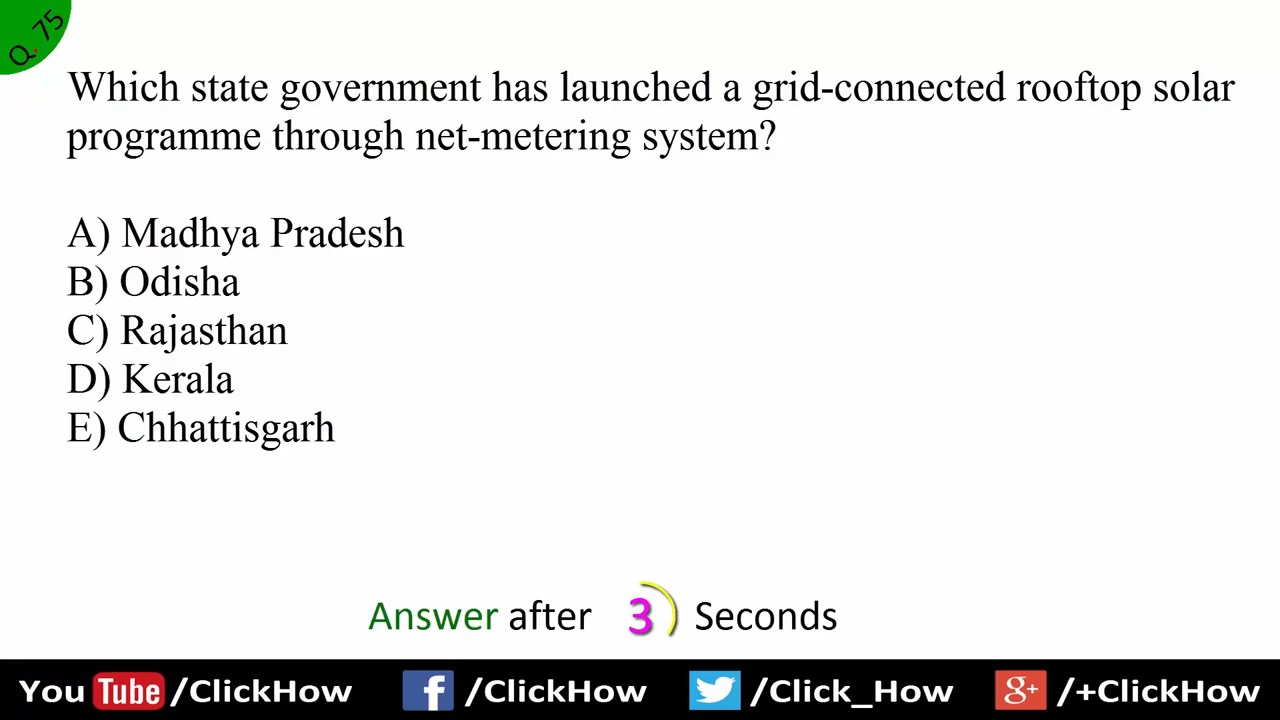 Q. 75
Which state government has launched a grid-connected rooftop solar
programme through net-metering system?
A) Madhya Pradesh
B) Odisha
C) Rajasthan
D) Kerala
E) Chhattisgarh
Answer after 3 Seconds
You Tube /ClickHow f /ClickHow /Click_How g+ /+ClickHow